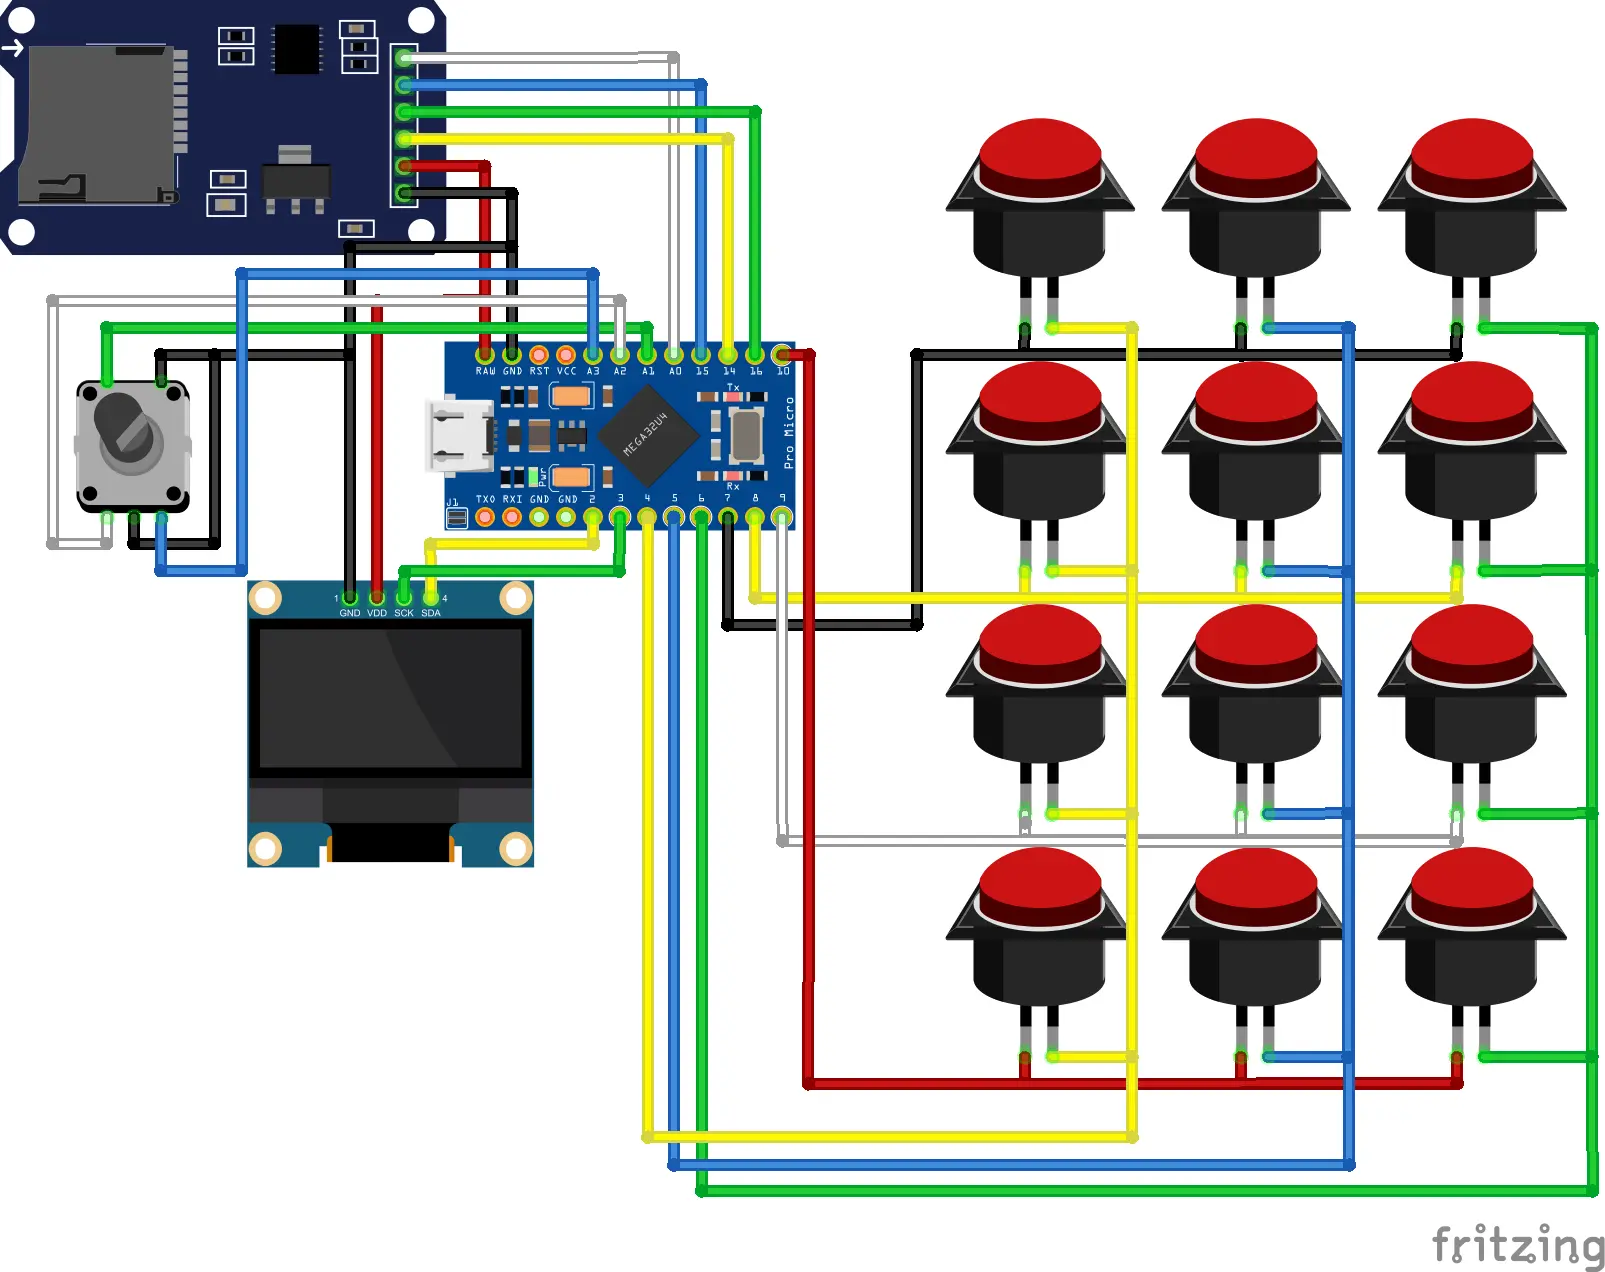 RAW GND RST VCC A3 A2 A1 A0 15 14 16 10
Tx
MEGA32U4
Pro Micro
Pwr
Rx
J1
TXO RXI GND GND 2 3 4 5 6 7 8 9
1 4
GND VDD SCK SDA
fritzing